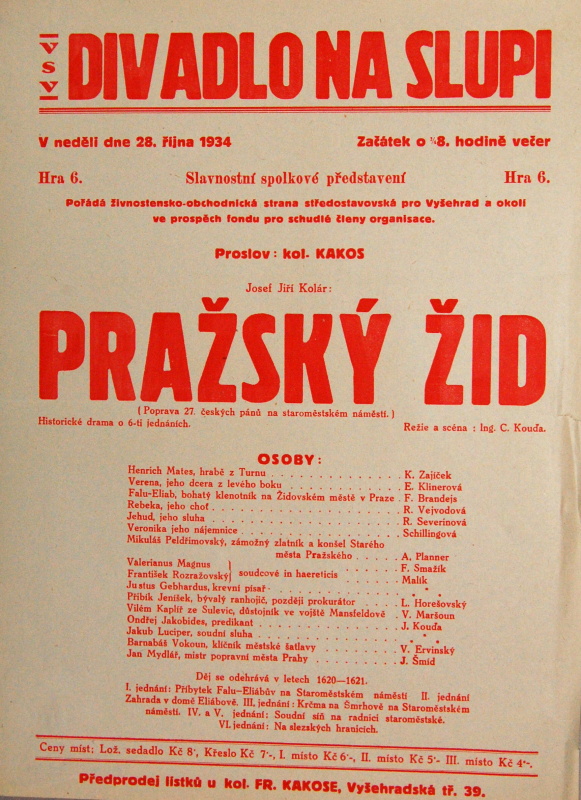 VSV
DIVADLO NA SLUPI
V neděli dne 28. října 1934 Začátek o ½8. hodině večer
Hra 6. Slavnostní spolkové představení Hra 6.
Pořádá živnostensko-obchodnická strana středostavovská pro Vyšehrad a okolí
ve prospěch fondu pro schudlé členy organisace.
Proslov: kol. KAKOS
Josef Jiří Kolár:
PRAŽSKÝ ŽID
(Poprava 27. českých pánů na staroměstském náměstí.)
Historické drama o 6-ti jednáních. Režie a scéna : Ing. C. Kouďa.
OSOBY:
Henrich Mates, hrabě z Turnu . . . . . . . . . . . . K. Zajíček
Verena, jeho dcera z levého boku . . . . . . . . . . E. Klinerová
Falu-Eliab, bohatý klenotník na Židovském městě v Praze . F. Brandejs
Rebeka, jeho choť . . . . . . . . . . . . . . . . . R. Vejvodová
Jehud, jeho sluha . . . . . . . . . . . . . . . . . R. Severinová
Veronika jeho nájemnice . . . . . . . . . . . . . . Schillingová
Mikuláš Peldřimovský, zámožný zlatník a konšel Starého
města Pražského . . . . . A. Planner
Valerianus Magnus } F. Smažík
František Rozražovský } soudcové in haereticis . . . . . Malík
Justus Gebhardus, krevní písař . . . . . . . . . . . * * *
Přibík Jeníšek, bývalý ranhojič, později prokurátor . . . L. Horešovský
Vilém Kaplíř ze Sulevic, důstojník ve vojště Mansfeldově . V. Maršoun
Ondřej Jakobides, predikant . . . . . . . . . . . . J. Kouďa
Jakub Luciper, soudní sluha . . . . . . . . . . . . * * *
Barnabáš Vokoun, klíčník městské šatlavy . . . . . . V. Ervinský
Jan Mydlář, mistr popravní města Prahy . . . . . . . J. Šmíd
Děj se odehrává v letech 1620—1621.
I. jednání: Příbytek Falu-Eliábův na Staroměstském náměstí II. jednání
Zahrada v domě Eliábově. III. jednání: Krčma na Šmrhově na Staroměstském
náměstí. IV. a V. jednání: Soudní síň na radnici staroměstské.
VI. jednání: Na slezských hranicích.
Ceny míst; Lož. sedadlo Kč 8·, Křeslo Kč 7·-, I. místo Kč 6·-, II. místo Kč 5·- III. místo Kč 4·-.
Předprodej lístků u kol. FR. KAKOSE, Vyšehradská tř. 39.